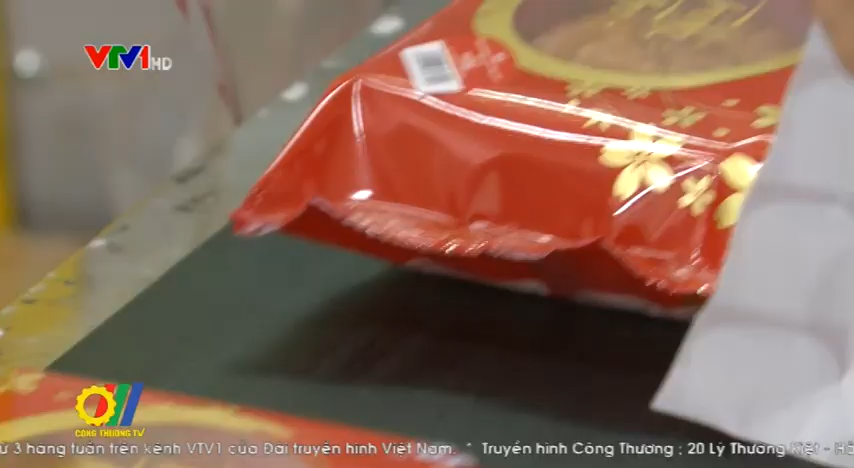 VTV1 HD
CÔNG THƯƠNG TV
3 hàng tuần trên kênh VTV1 của Đài truyền hình Việt Nam. * Truyền hình Công Thương : 20 Lý Thường Kiệt -